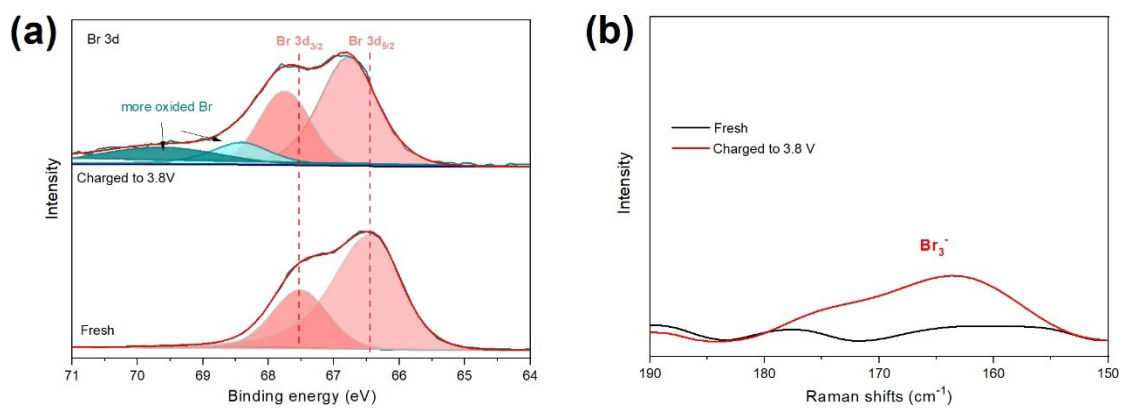 (a)
Br 3d
Br 3d3/2
Br 3d5/2
more oxided Br
Charged to 3.8V
Fresh
Intensity
71 70 69 68 67 66 65 64
Binding energy (eV)
(b)
Fresh
Charged to 3.8 V
Br3-
Intensity
190 180 170 160 150
Raman shifts (cm-1)